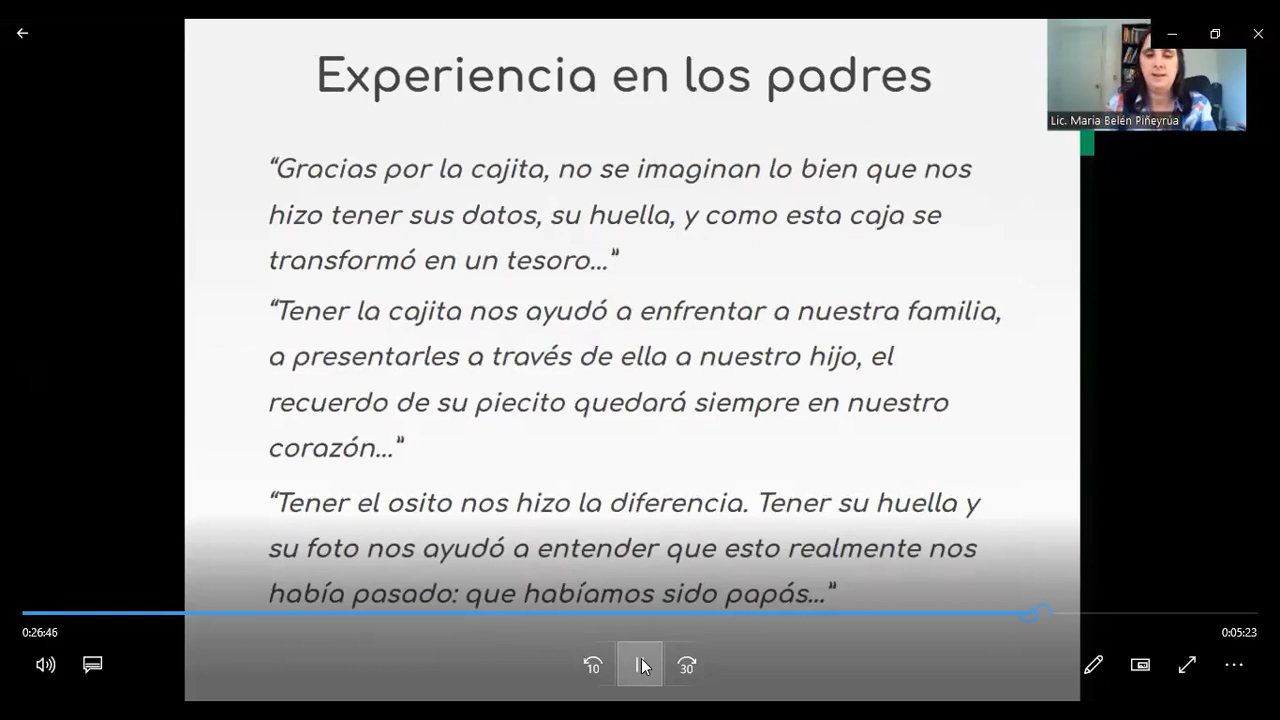 Experiencia en los padres
Lic. María Belén Piñeyrúa
“Gracias por la cajita, no se imaginan lo bien que nos
hizo tener sus datos, su huella, y como esta caja se
transformó en un tesoro...”
“Tener la cajita nos ayudó a enfrentar a nuestra familia,
a presentarles a través de ella a nuestro hijo, el
recuerdo de su piecito quedará siempre en nuestro
corazón...”
“Tener el osito nos hizo la diferencia. Tener su huella y
su foto nos ayudó a entender que esto realmente nos
había pasado: que habíamos sido papás...”
0:26:46
0:05:23
10
30